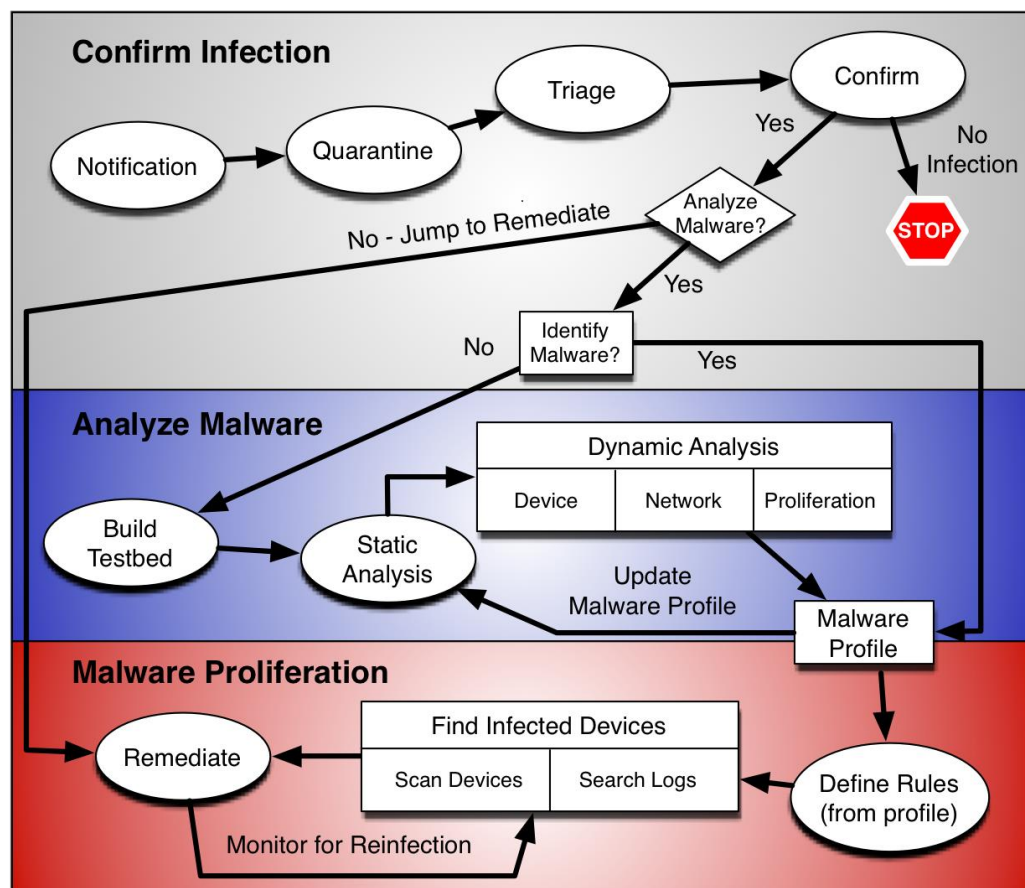 Confirm Infection
Notification
Quarantine
Triage
Confirm
Yes
No
Infection
STOP
Analyze
Malware?
No - Jump to Remediate
Yes
Identify
Malware?
No
Yes
Analyze Malware
Dynamic Analysis
Device
Network
Proliferation
Build
Testbed
Static
Analysis
Update
Malware Profile
Malware
Profile
Malware Proliferation
Remediate
Find Infected Devices
Scan Devices
Search Logs
Define Rules
(from profile)
Monitor for Reinfection